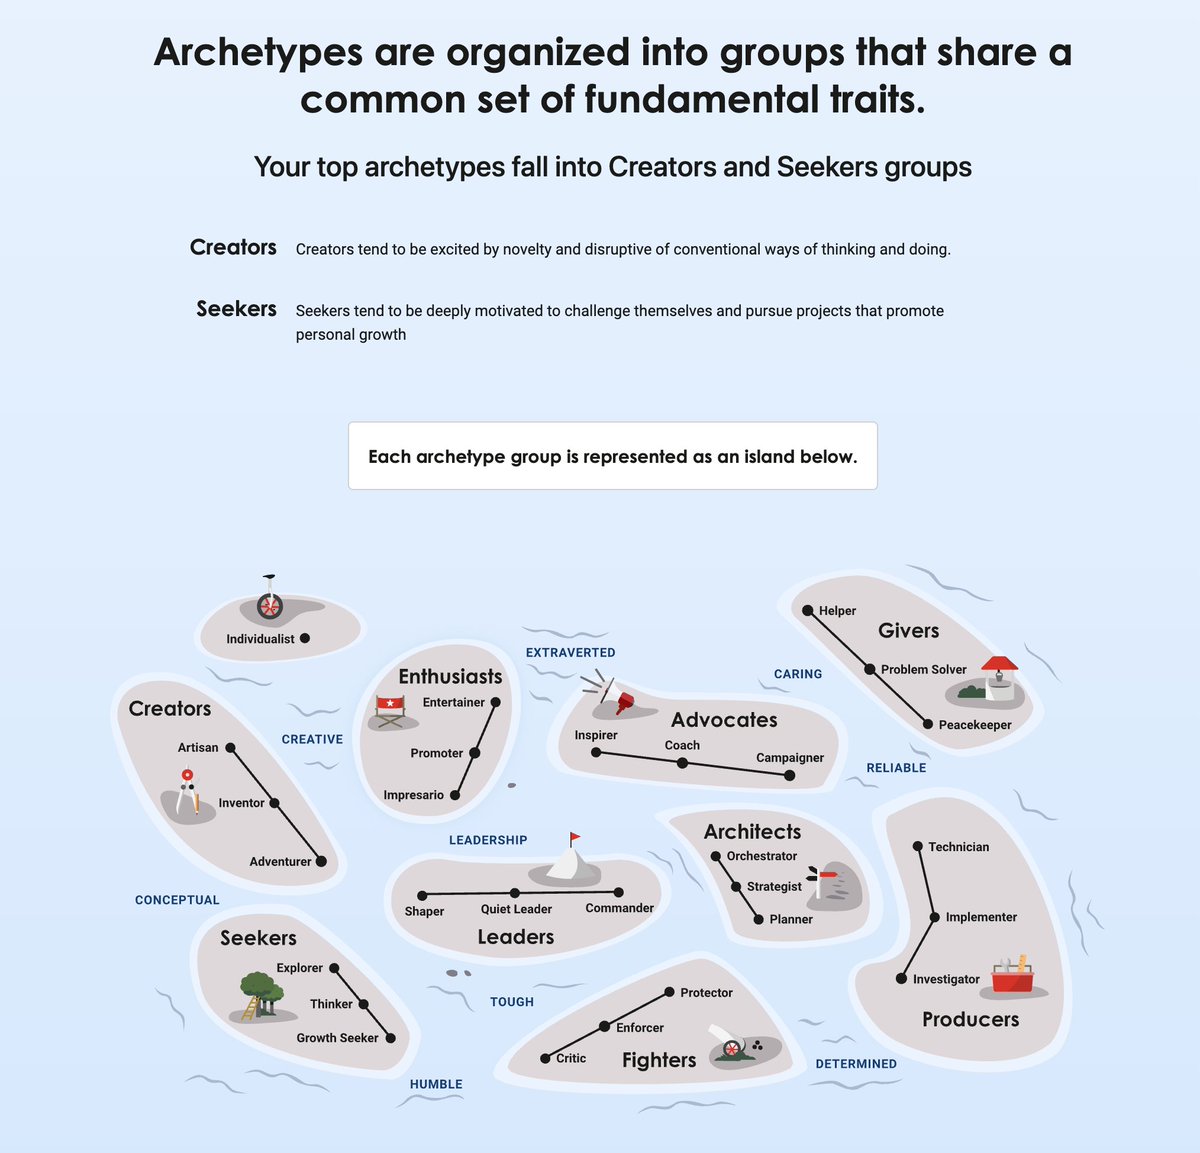 Archetypes are organized into groups that share a
common set of fundamental traits.
Your top archetypes fall into Creators and Seekers groups
Creators
Creators tend to be excited by novelty and disruptive of conventional ways of thinking and doing.
Seekers
Seekers tend to be deeply motivated to challenge themselves and pursue projects that promote
personal growth
Each archetype group is represented as an island below.
Individualist
Creators
Artisan
Inventor
Adventurer
CREATIVE
Enthusiasts
Entertainer
Promoter
Impresario
EXTRAVERTED
Advocates
Inspirer
Coach
Campaigner
CARING
Givers
Helper
Problem Solver
Peacekeeper
RELIABLE
LEADERSHIP
Shaper
Quiet Leader
Commander
Leaders
Architects
Orchestrator
Strategist
Planner
Technician
Implementer
Investigator
Producers
CONCEPTUAL
Seekers
Explorer
Thinker
Growth Seeker
TOUGH
Protector
Enforcer
Critic
Fighters
DETERMINED
HUMBLE